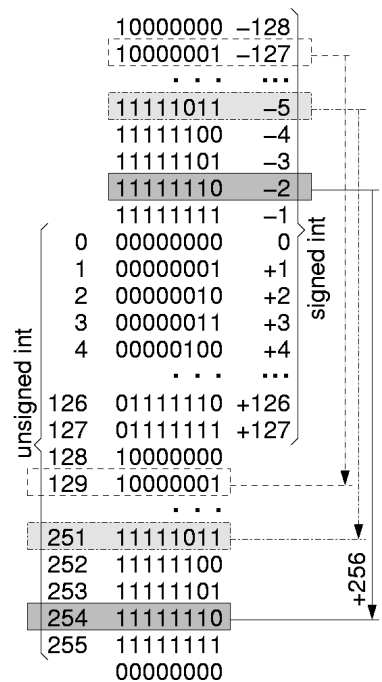 10000000 –128
10000001 –127
. . . ...
11111011 –5
11111100 –4
11111101 –3
11111110 –2
11111111 –1
0 00000000 0
1 00000001 +1
2 00000010 +2
3 00000011 +3
4 00000100 +4
. . . ...
126 01111110 +126
127 01111111 +127
128 10000000
129 10000001
. . .
251 11111011
252 11111100
253 11111101
254 11111110
255 11111111
00000000
unsigned int
signed int
+256